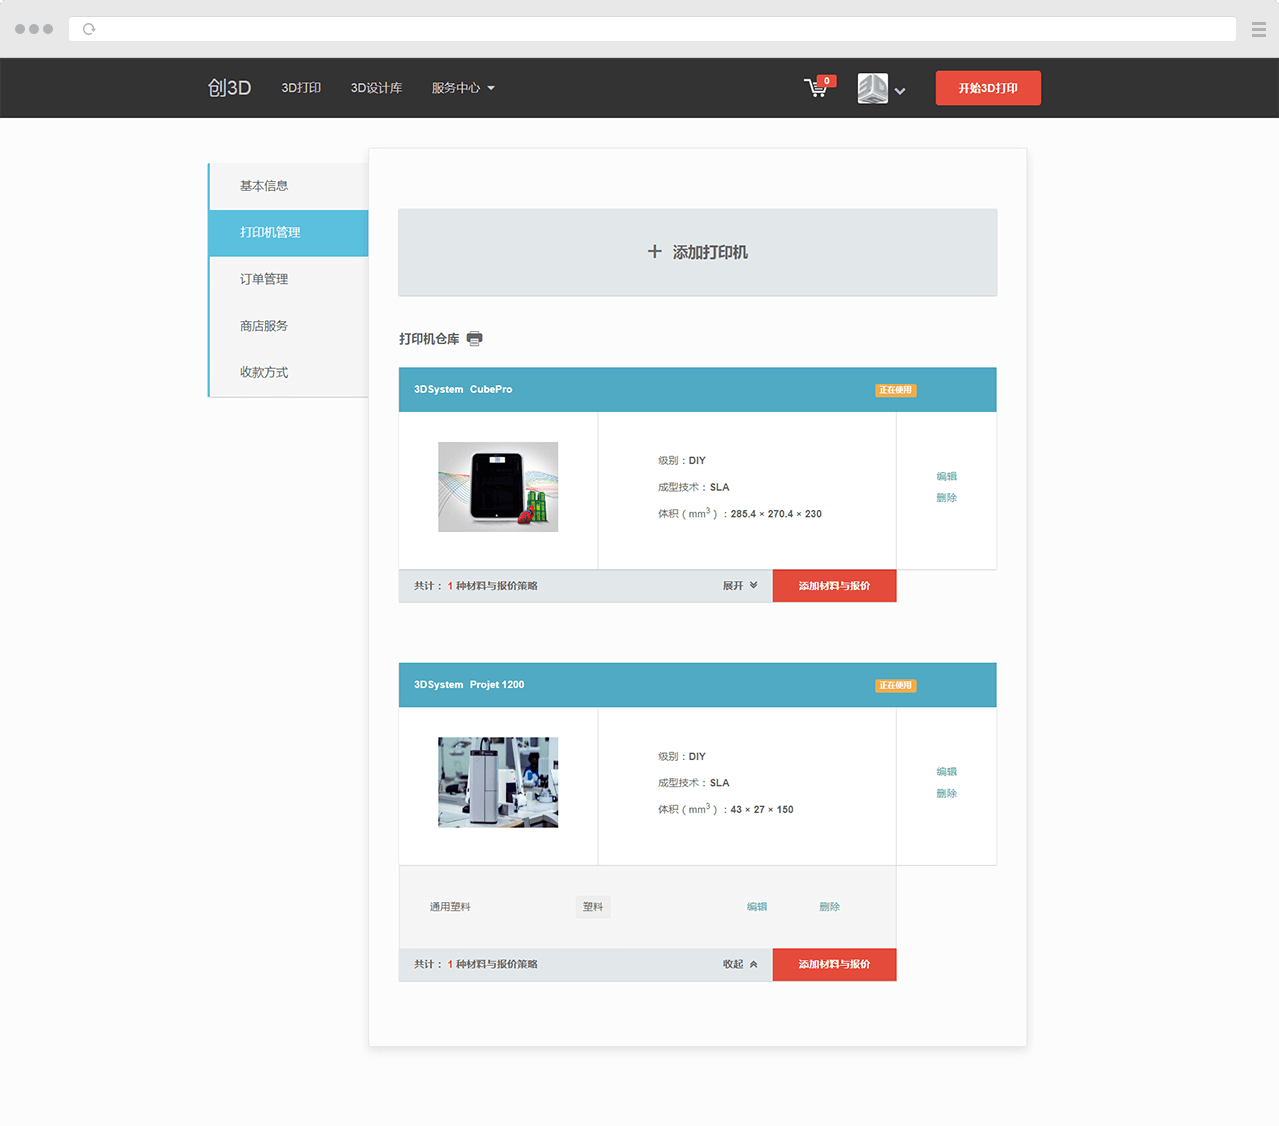 创3D 3D打印 3D设计库 服务中心 0 开始3D打印
基本信息
打印机管理
订单管理
商店服务
收款方式
+ 添加打印机
打印机仓库
3DSystem CubePro 正在使用
级别：DIY
成型技术：SLA
体积（mm³）：285.4 × 270.4 × 230
编辑
删除
共计： 1 种材料与报价策略 展开 添加材料与报价
3DSystem Projet 1200 正在使用
级别：DIY
成型技术：SLA
体积（mm³）：43 × 27 × 150
编辑
删除
通用塑料 塑料 编辑 删除
共计： 1 种材料与报价策略 收起 添加材料与报价